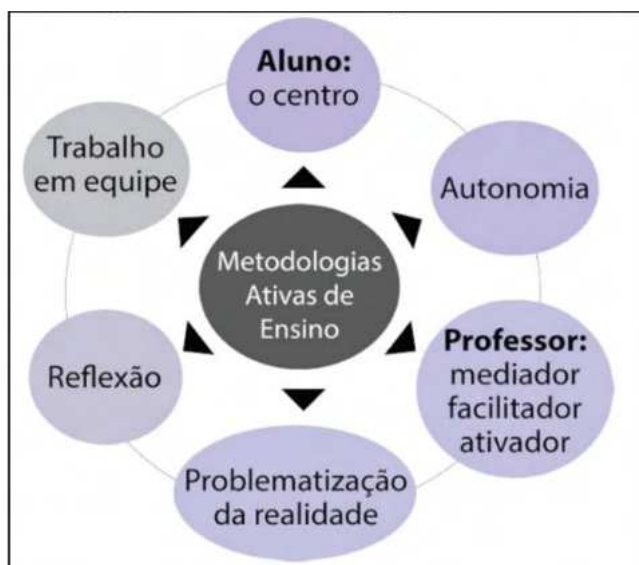 Aluno:
o centro
Autonomia
Professor:
mediador
facilitador
ativador
Problematização
da realidade
Reflexão
Trabalho
em equipe
Metodologias
Ativas de
Ensino